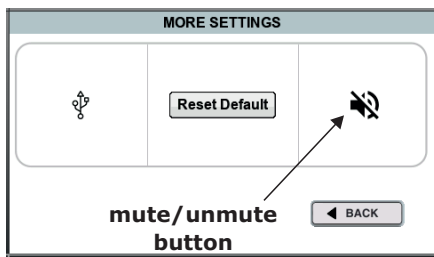 MORE SETTINGS
Reset Default
mute/unmute
button
BACK